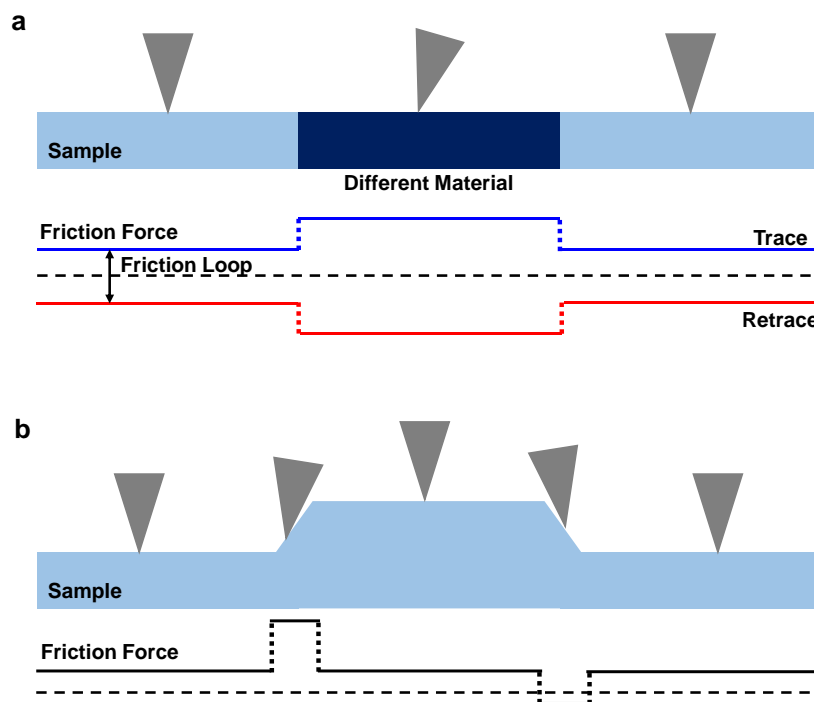 a
Sample
Different Material
Friction Force
Trace
Friction Loop
Retrace
b
Sample
Friction Force